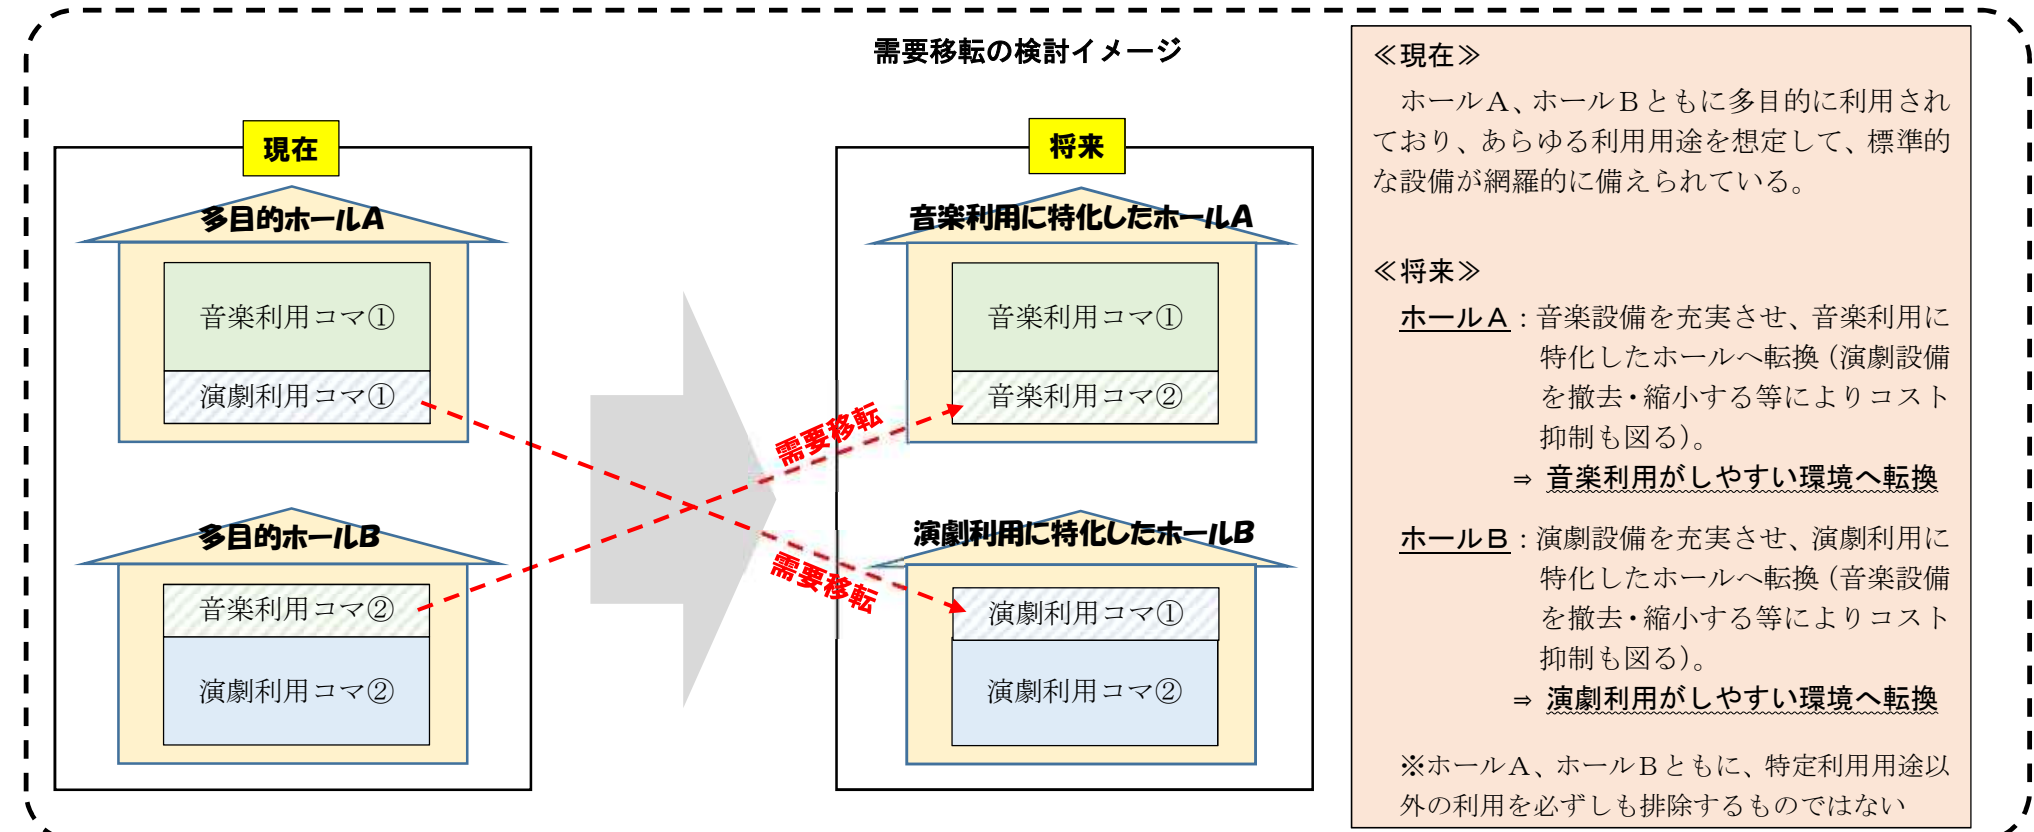 需要移転の検討イメージ
現在
多目的ホールA
音楽利用コマ①
演劇利用コマ①
多目的ホールB
音楽利用コマ②
演劇利用コマ②
需要移転
需要移転
将来
音楽利用に特化したホールA
音楽利用コマ①
音楽利用コマ②
演劇利用に特化したホールB
演劇利用コマ①
演劇利用コマ②
≪現在≫
ホールA、ホールBともに多目的に利用され
ており、あらゆる利用用途を想定して、標準的
な設備が網羅的に備えられている。
≪将来≫
ホールA:音楽設備を充実させ、音楽利用に
特化したホールへ転換(演劇設備
を撤去・縮小する等によりコスト
抑制も図る)。
⇒ 音楽利用がしやすい環境へ転換
ホールB:演劇設備を充実させ、演劇利用に
特化したホールへ転換(音楽設備
を撤去・縮小する等によりコスト
抑制も図る)。
⇒ 演劇利用がしやすい環境へ転換
※ホールA、ホールBともに、特定利用用途以
外の利用を必ずしも排除するものではない